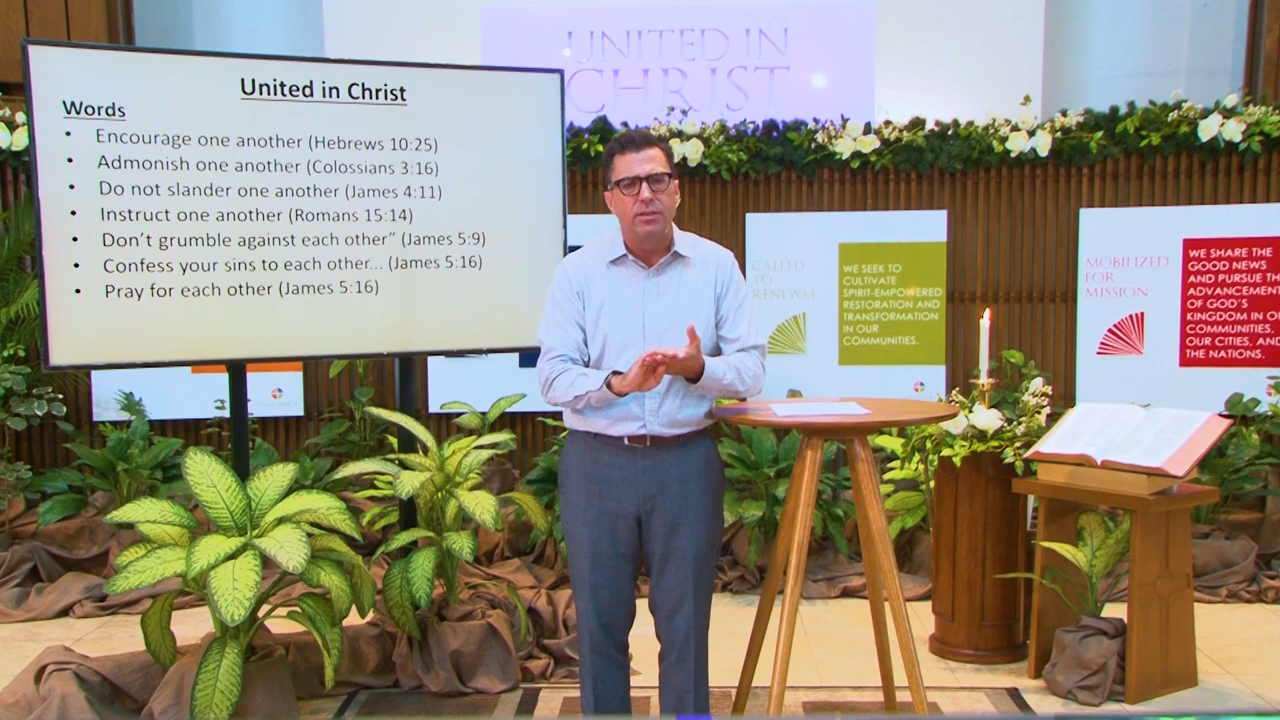 United in Christ
Words
• Encourage one another (Hebrews 10:25)
• Admonish one another (Colossians 3:16)
• Do not slander one another (James 4:11)
• Instruct one another (Romans 15:14)
• Don’t grumble against each other” (James 5:9)
• Confess your sins to each other... (James 5:16)
• Pray for each other (James 5:16)
UNITED IN
CHRIST
CALLED
TO
RENEWAL
WE SEEK TO
CULTIVATE
SPIRIT-EMPOWERED
RESTORATION AND
TRANSFORMATION
IN OUR
COMMUNITIES.
MOBILIZED
FOR
MISSION
WE SHARE THE
GOOD NEWS
AND PURSUE TH
ADVANCEMENT
OF GOD'S
KINGDOM IN OU
COMMUNITIES,
OUR CITIES, AND
THE NATIONS.